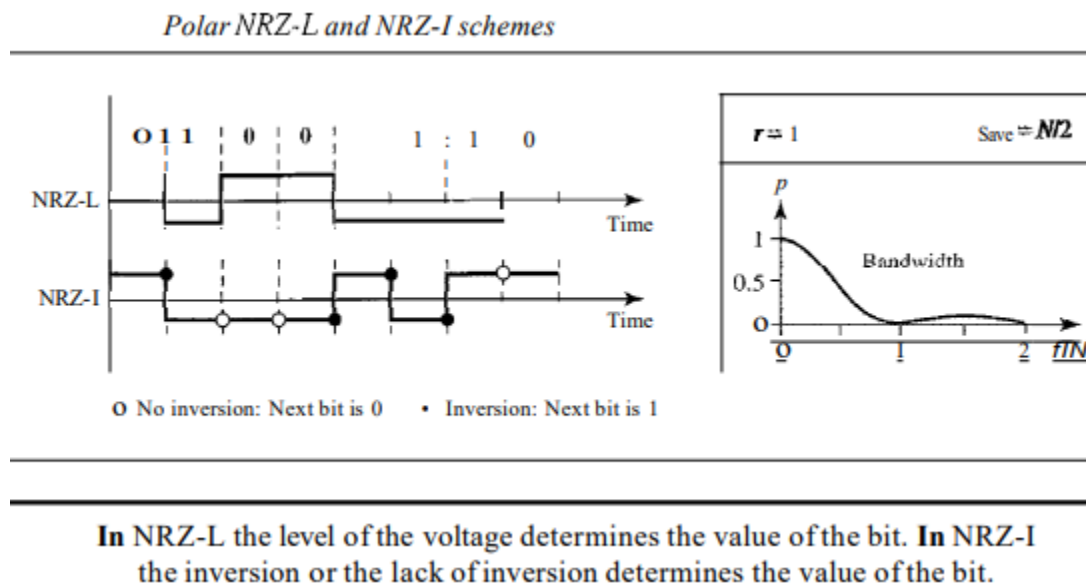 Polar NRZ-L and NRZ-I schemes
O 1 1 0 0 1 : 1 0
r = 1 Save = N/2
NRZ-L
Time
p
1
Bandwidth
0.5
NRZ-I
Time
0
0 1 2 f/N
O No inversion: Next bit is 0 • Inversion: Next bit is 1
In NRZ-L the level of the voltage determines the value of the bit. In NRZ-I
the inversion or the lack of inversion determines the value of the bit.